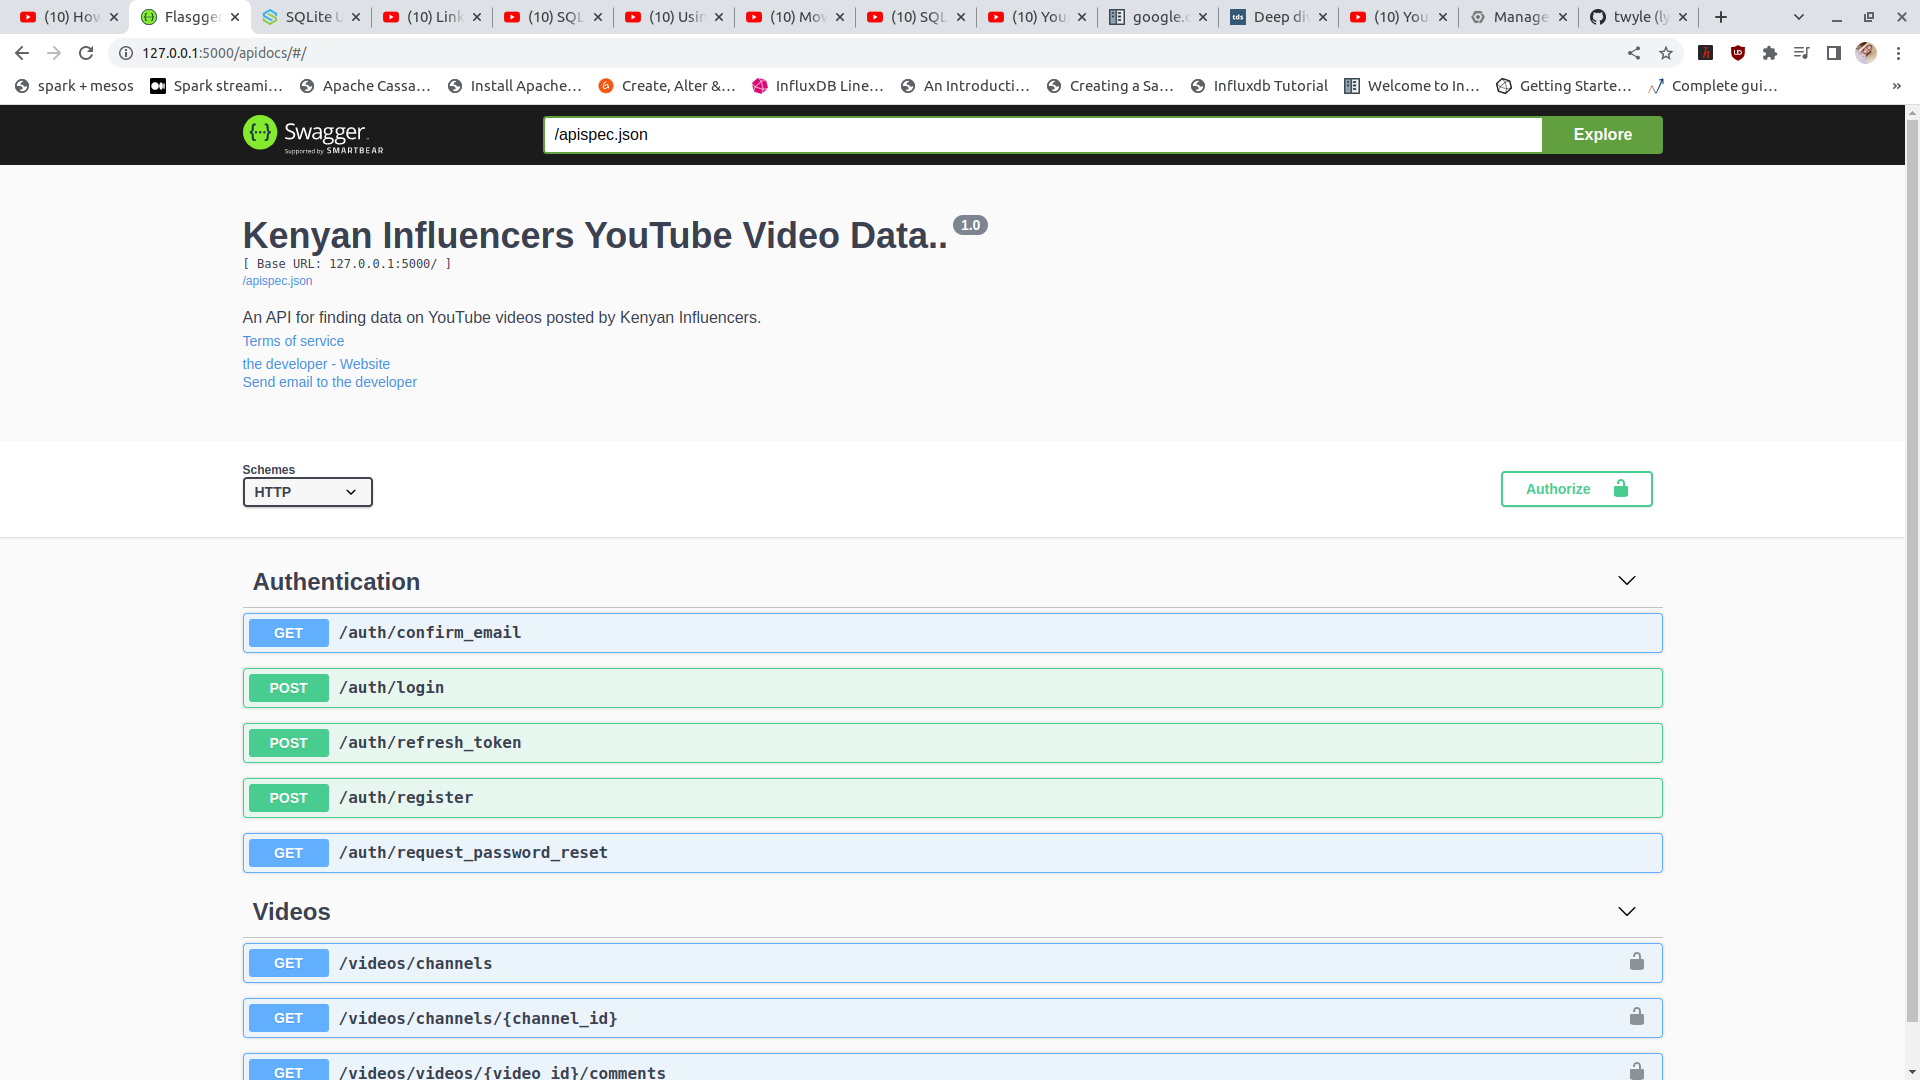 (10) How
Flasgger
SQLite U
(10) Link
(10) SQL
(10) Usin
(10) Mov
(10) SQL
(10) You
google.c
Deep div
(10) You
Manage
twyle (ly
127.0.0.1:5000/apidocs/#/
spark + mesos
Spark streami…
Apache Cassa…
Install Apache…
Create, Alter &…
InfluxDB Line…
An Introducti…
Creating a Sa…
Influxdb Tutorial
Welcome to In…
Getting Starte…
Complete gui…
»
Swagger
Supported by SMARTBEAR
/apispec.json
Explore
Kenyan Influencers YouTube Video Data.. 1.0
[ Base URL: 127.0.0.1:5000/ ]
/apispec.json
An API for finding data on YouTube videos posted by Kenyan Influencers.
Terms of service
the developer - Website
Send email to the developer
Schemes
HTTP
Authorize
Authentication
GET /auth/confirm_email
POST /auth/login
POST /auth/refresh_token
POST /auth/register
GET /auth/request_password_reset
Videos
GET /videos/channels
GET /videos/channels/{channel_id}
GET /videos/videos/{video_id}/comments